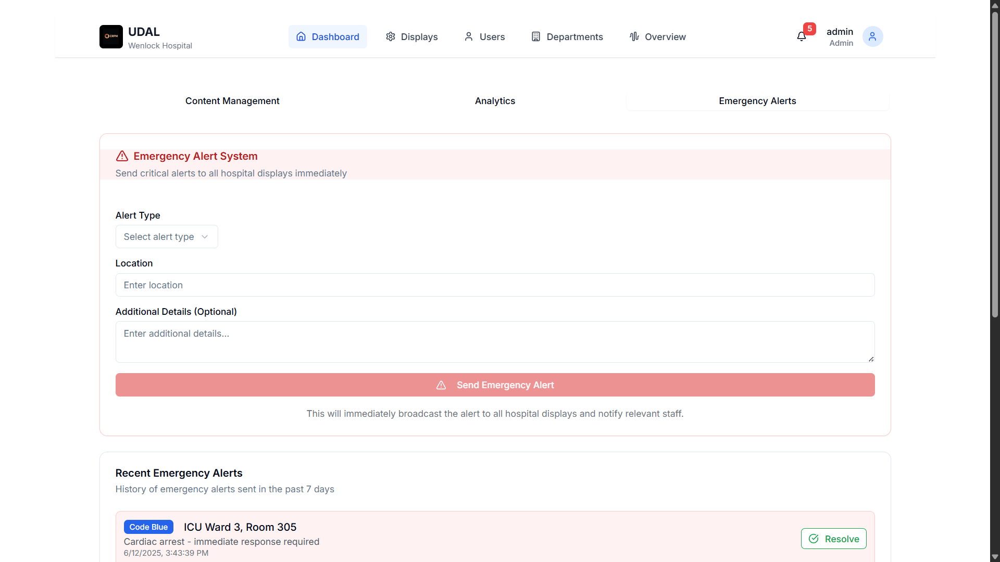 CRPM
UDAL
Wenlock Hospital
Dashboard
Displays
Users
Departments
Overview
5
admin
Admin
Content Management
Analytics
Emergency Alerts
Emergency Alert System
Send critical alerts to all hospital displays immediately
Alert Type
Select alert type
Location
Enter location
Additional Details (Optional)
Enter additional details...
Send Emergency Alert
This will immediately broadcast the alert to all hospital displays and notify relevant staff.
Recent Emergency Alerts
History of emergency alerts sent in the past 7 days
Code Blue
ICU Ward 3, Room 305
Cardiac arrest - immediate response required
6/12/2025, 3:43:39 PM
Resolve